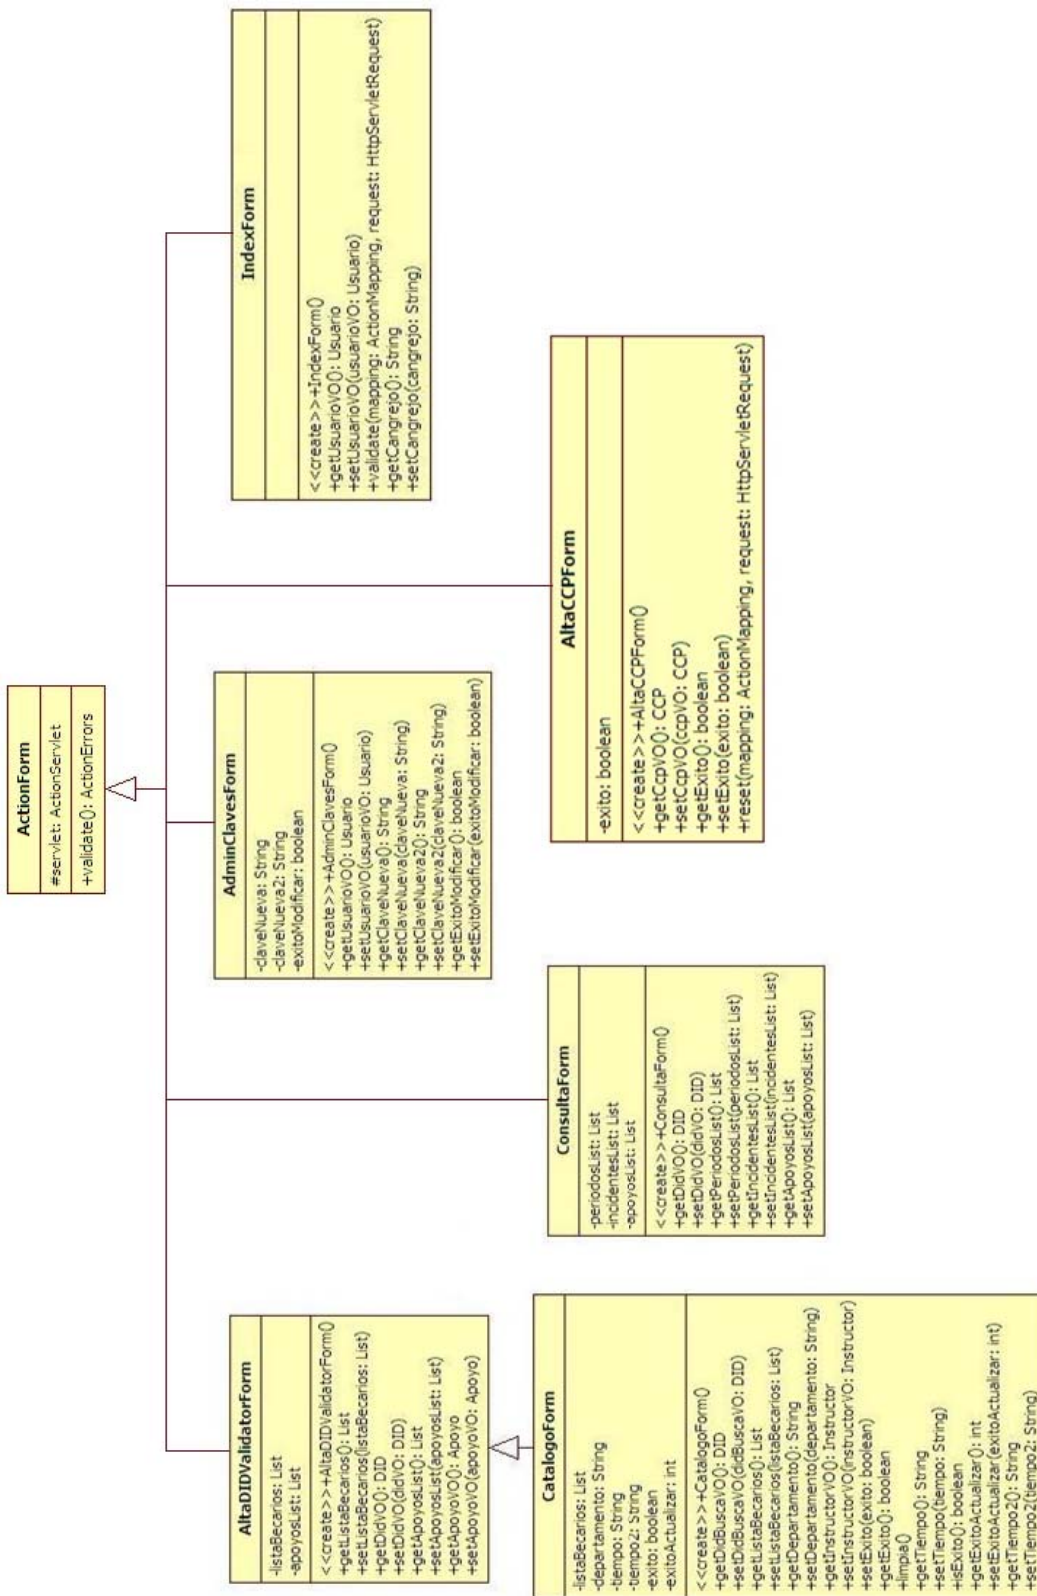 ActionForm
#servlet: ActionServlet
+validate(): ActionErrors
AltaDIDValidatorForm
-listaBecarios: List
-apoyosList: List
<<create>>+AltaDIDValidatorForm()
+getListaBecarios(): List
+setListaBecarios(listaBecarios: List)
+getDidVO(): DID
+setDidVO(didVO: DID)
+getApoyosList(): List
+setApoyosList(apoyosList: List)
+getApoyoVO(): Apoyo
+setApoyoVO(apoyoVO: Apoyo)
AdminClavesForm
-claveNueva: String
-claveNueva2: String
-exitoModificar: boolean
<<create>>+AdminClavesForm()
+getUsuarioVO(): Usuario
+setUsuarioVO(usuarioVO: Usuario)
+getClaveNueva(): String
+setClaveNueva(claveNueva: String)
+getClaveNueva2(): String
+setClaveNueva2(claveNueva2: String)
+getExitoModificar(): boolean
+setExitoModificar(exitoModificar: boolean)
IndexForm
<<create>>+IndexForm()
+getUsuarioVO(): Usuario
+setUsuarioVO(usuarioVO: Usuario)
+validate(mapping: ActionMapping, request: HttpServletRequest)
+getCangrejo(): String
+setCangrejo(cangrejo: String)
CatalogoForm
-listaBecarios: List
-departamento: String
-tiempo: String
-tiempo2: String
-exito: boolean
-exitoActualizar: int
<<create>>+CatalogoForm()
+getDidBuscaVO(): DID
+setDidBuscaVO(didBuscaVO: DID)
+getListaBecarios(): List
+setListaBecarios(listaBecarios: List)
+getDepartamento(): String
+setDepartamento(departamento: String)
+getInstructorVO(): Instructor
+setInstructorVO(instructorVO: Instructor)
+setExito(exito: boolean)
+getExito(): boolean
-limpia()
+getTiempo(): String
+setTiempo(tiempo: String)
+isExito(): boolean
+getExitoActualizar(): int
+setExitoActualizar(exitoActualizar: int)
+getTiempo2(): String
+setTiempo2(tiempo2: String)
ConsultaForm
-periodosList: List
-incidentesList: List
-apoyosList: List
<<create>>+ConsultaForm()
+getDidVO(): DID
+setDidVO(didVO: DID)
+getPeriodosList(): List
+setPeriodosList(periodosList: List)
+getIncidentesList(): List
+setIncidentesList(incidentesList: List)
+getApoyosList(): List
+setApoyosList(apoyosList: List)
AltaCCPForm
-exito: boolean
<<create>>+AltaCCPForm()
+getCcpVO(): CCP
+setCcpVO(ccpVO: CCP)
+getExito(): boolean
+setExito(exito: boolean)
+reset(mapping: ActionMapping, request: HttpServletRequest)